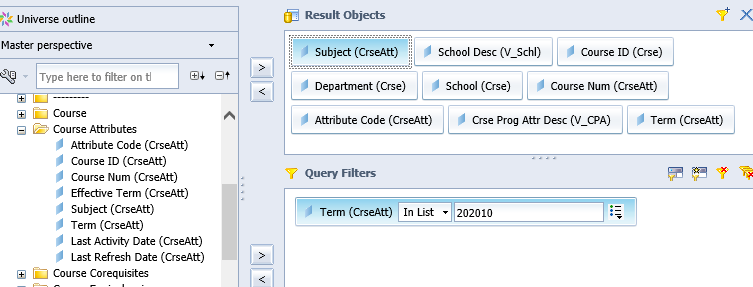 Universe outline
Master perspective
Type here to filter on tl
---------
Course
Course Attributes
Attribute Code (CrseAtt)
Course ID (CrseAtt)
Course Num (CrseAtt)
Effective Term (CrseAtt)
Subject (CrseAtt)
Term (CrseAtt)
Last Activity Date (CrseAtt)
Last Refresh Date (CrseAtt)
Course Corequisites
Result Objects
Subject (CrseAtt) School Desc (V_Schl) Course ID (Crse)
Department (Crse) School (Crse) Course Num (CrseAtt)
Attribute Code (CrseAtt) Crse Prog Attr Desc (V_CPA) Term (CrseAtt)
Query Filters
Term (CrseAtt) In List 202010